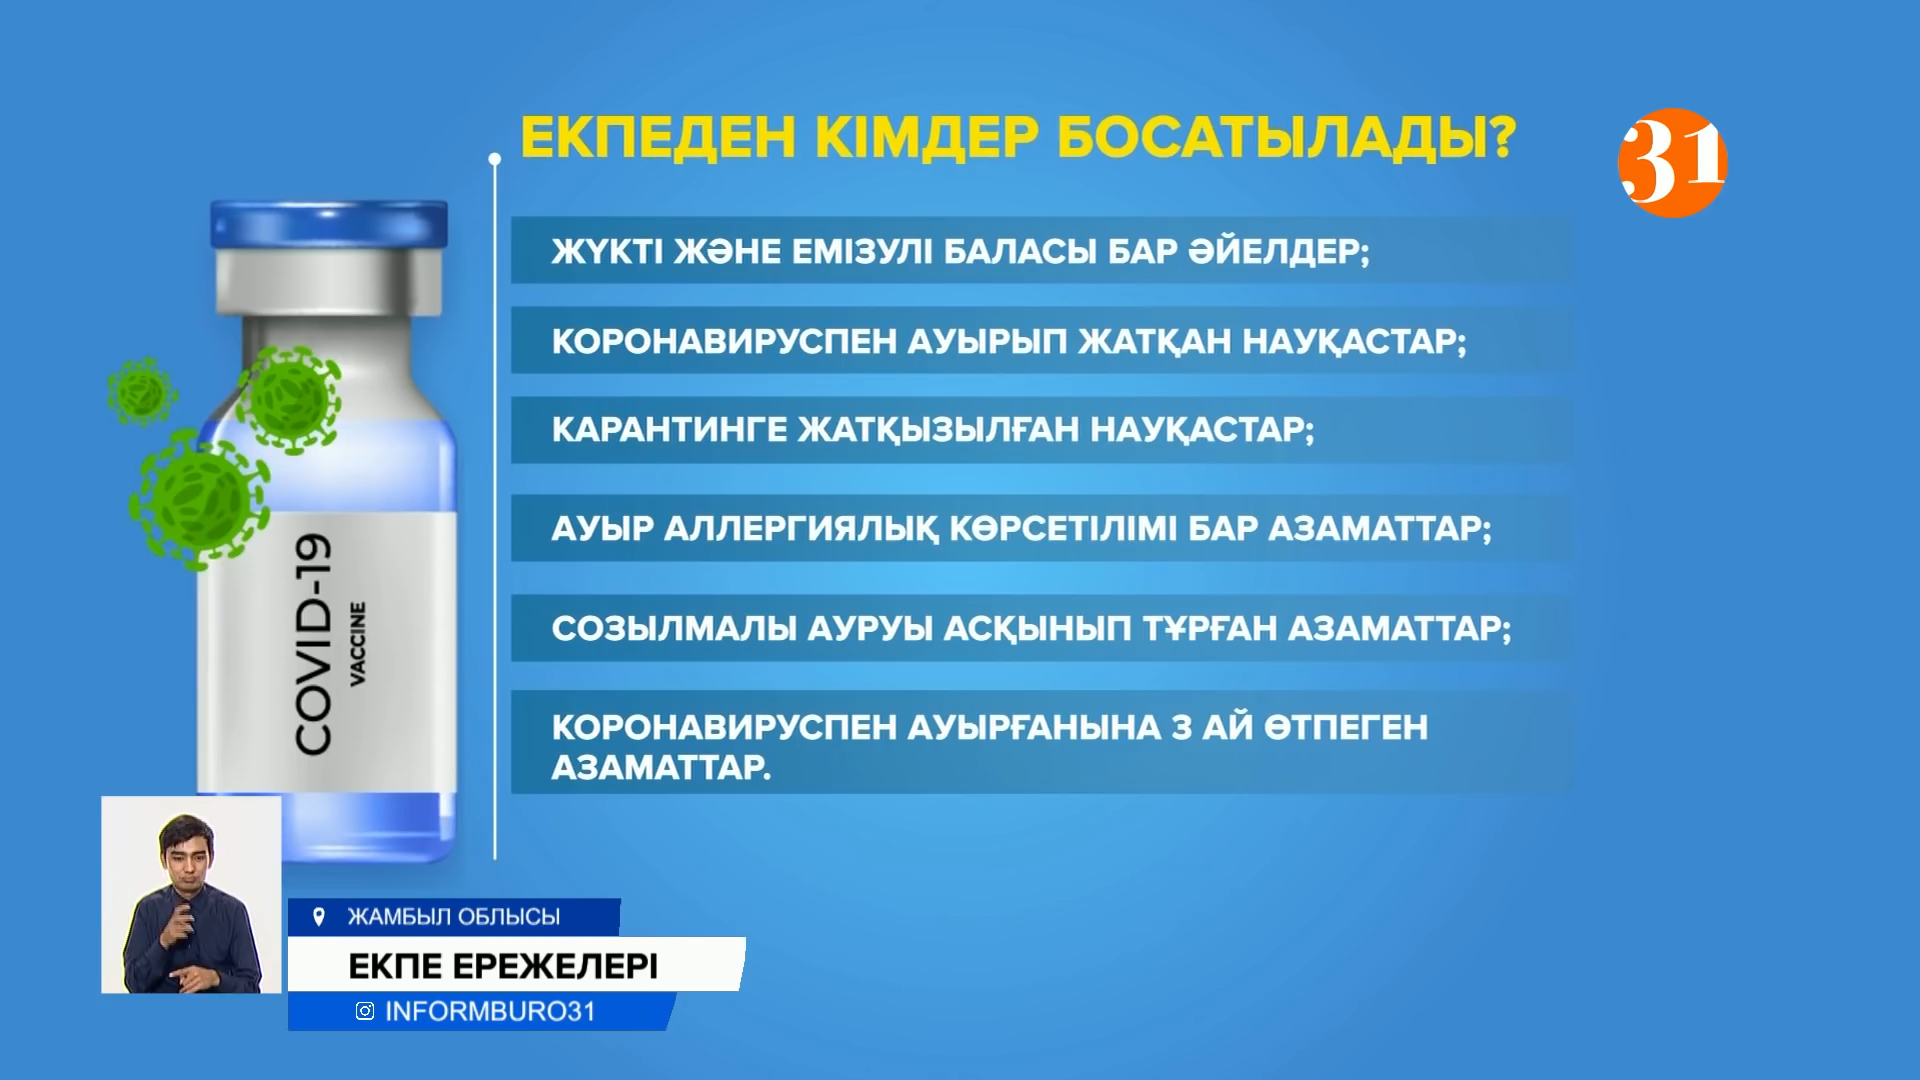 ЕКПЕДЕН КІМДЕР БОСАТЫЛАДЫ?
31
ЖҮКТІ ЖӘНЕ ЕМІЗУЛІ БАЛАСЫ БАР ӘЙЕЛДЕР;
КОРОНАВИРУСПЕН АУЫРЫП ЖАТҚАН НАУҚАСТАР;
КАРАНТИНГЕ ЖАТҚЫЗЫЛҒАН НАУҚАСТАР;
АУЫР АЛЛЕРГИЯЛЫҚ КӨРСЕТІЛІМІ БАР АЗАМАТТАР;
СОЗЫЛМАЛЫ АУРУЫ АСҚЫНЫП ТҰРҒАН АЗАМАТТАР;
КОРОНАВИРУСПЕН АУЫРҒАНЫНА 3 АЙ ӨТПЕГЕН
АЗАМАТТАР.
COVID-19
VACCINE
ЖАМБЫЛ ОБЛЫСЫ
ЕКПЕ ЕРЕЖЕЛЕРІ
INFORMBURO31